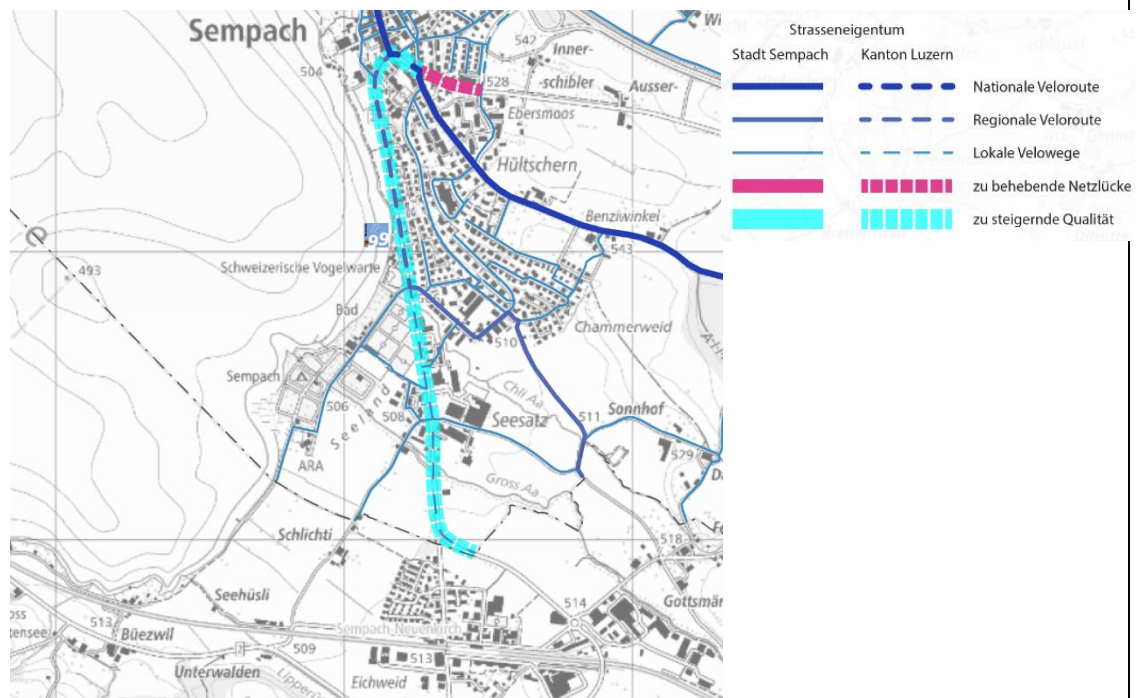 Sempach
542
Inner-
-schibler
504
528
Ausser-
Ebersmoos
Hültschern
Benziwinkel
99
543
493
Schweizerische Vogelwarte
Bad
Chammerweid
510
Sempach
Chli Aa
506
Seeland
508
Seesatz
511
Sonnhof
529
ARA
Gross Aa
Schlichti
518
Seehüsli
514
Gottsmän
513
Büezwil
Sempach-Neuenkirch
2
509
513
Unterwalden
Eichweid
Strasseneigentum
Stadt Sempach Kanton Luzern
Nationale Veloroute
Regionale Veloroute
Lokale Velowege
zu behebende Netzlücke
zu steigernde Qualität